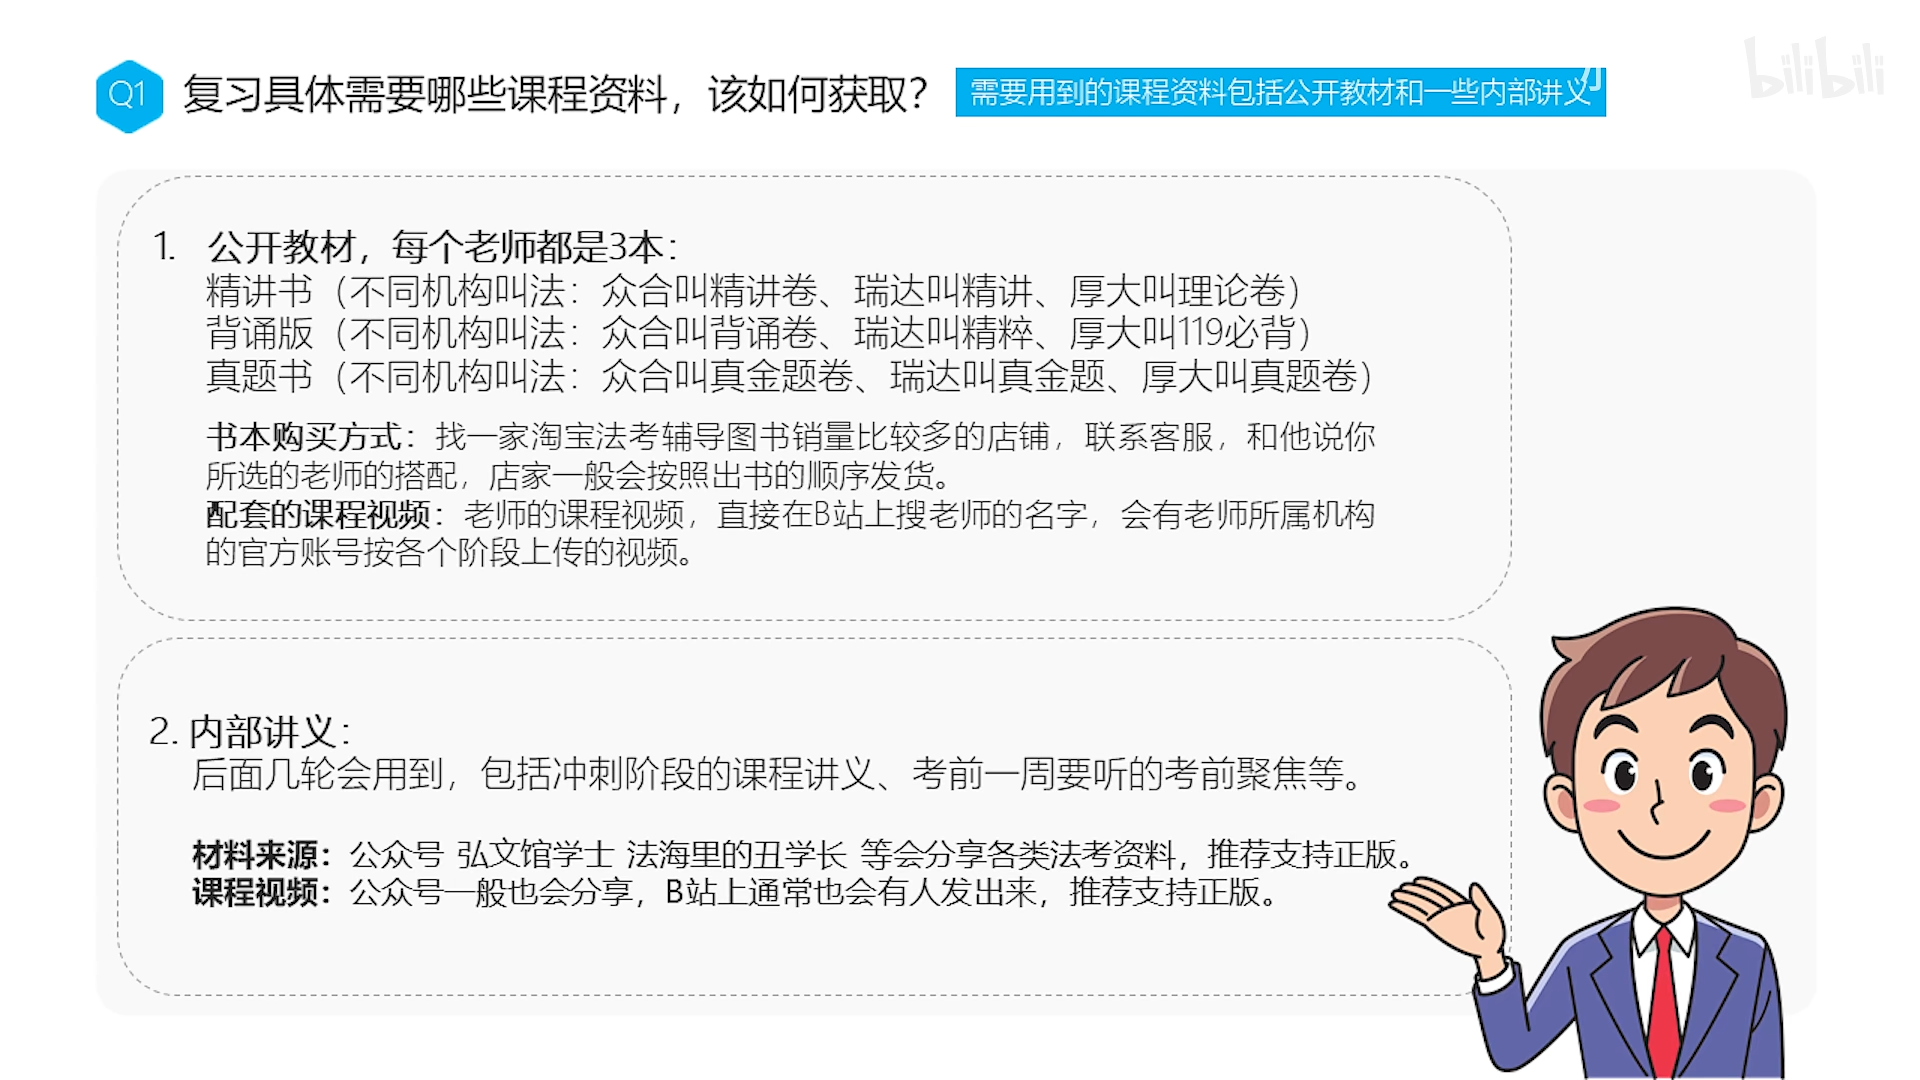 Q1 复习具体需要哪些课程资料，该如何获取？ 需要用到的课程资料包括公开教材和一些内部讲义
bilibili
1. 公开教材，每个老师都是3本：
精讲书（不同机构叫法：众合叫精讲卷、瑞达叫精讲、厚大叫理论卷）
背诵版（不同机构叫法：众合叫背诵卷、瑞达叫精粹、厚大叫119必背）
真题书（不同机构叫法：众合叫真金题卷、瑞达叫真金题、厚大叫真题卷）
书本购买方式：找一家淘宝法考辅导图书销量比较多的店铺，联系客服，和他说你
所选的老师的搭配，店家一般会按照出书的顺序发货。
配套的课程视频：老师的课程视频，直接在B站上搜老师的名字，会有老师所属机构
的官方账号按各个阶段上传的视频。
2. 内部讲义：
后面几轮会用到，包括冲刺阶段的课程讲义、考前一周要听的考前聚焦等。
材料来源：公众号 弘文馆学士 法海里的丑学长 等会分享各类法考资料，推荐支持正版。
课程视频：公众号一般也会分享，B站上通常也会有人发出来，推荐支持正版。